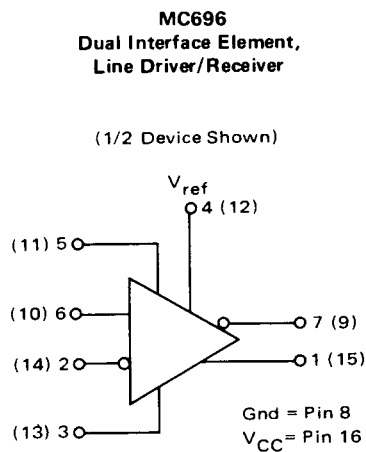 MC696
Dual Interface Element,
Line Driver/Receiver
(1/2 Device Shown)
Vref
4 (12)
(11) 5
(10) 6
7 (9)
(14) 2
1 (15)
(13) 3
Gnd = Pin 8
VCC= Pin 16